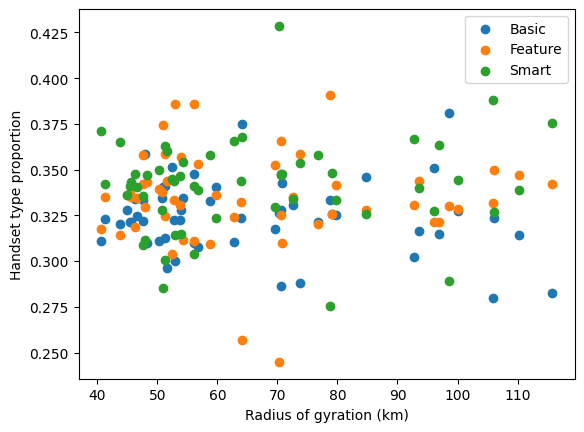 0.425
0.400
0.375
0.350
0.325
0.300
0.275
0.250
Handset type proportion
Basic
Feature
Smart
40 50 60 70 80 90 100 110
Radius of gyration (km)